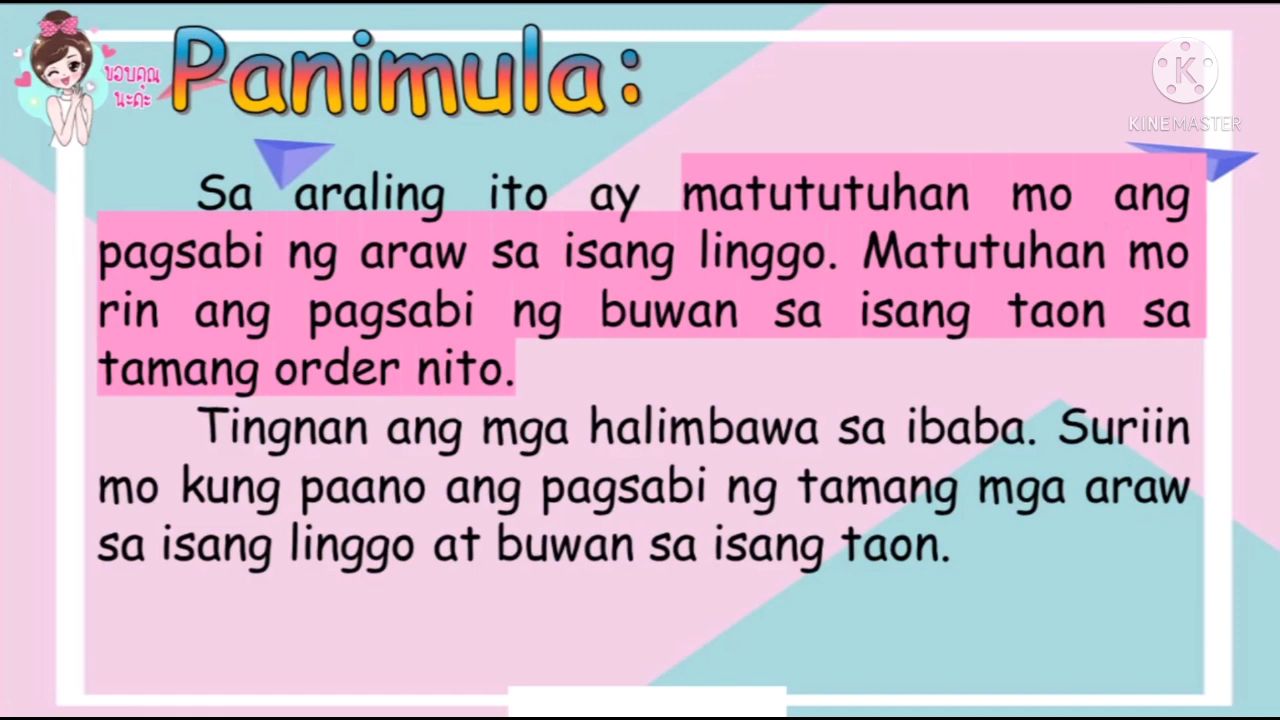 Panimula:
ขอบคุณ
นะคะ
KINEMASTER
Sa araling ito ay matututuhan mo ang
pagsabi ng araw sa isang linggo. Matutuhan mo
rin ang pagsabi ng buwan sa isang taon sa
tamang order nito.
Tingnan ang mga halimbawa sa ibaba. Suriin
mo kung paano ang pagsabi ng tamang mga araw
sa isang linggo at buwan sa isang taon.